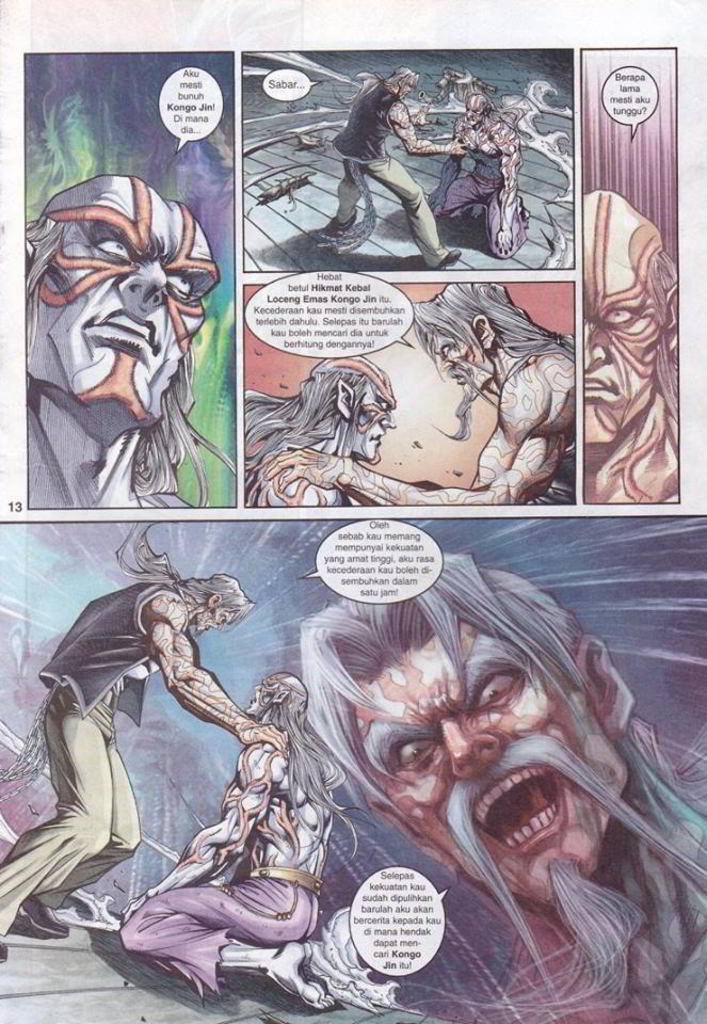 Aku
mesti
bunuh
Kongo Jin!
Di mana
dia...
Sabar...
Hebat
betul Hikmat Kebal
Loceng Emas Kongo Jin itu.
Kecederaan kau mesti disembuhkan
terlebih dahulu. Selepas itu barulah
kau boleh mencari dia untuk
berhitung dengannya!
Berapa
lama
mesti aku
tunggu?
13
Oleh
sebab kau memang
mempunyai kekuatan
yang amat tinggi, aku rasa
kecederaan kau boleh di-
sembuhkan dalam
satu jam!
Selepas
kekuatan kau
sudah dipulihkan
barulah aku akan
bercerita kepada kau
di mana hendak
dapat men-
cari Kongo
Jin itu!